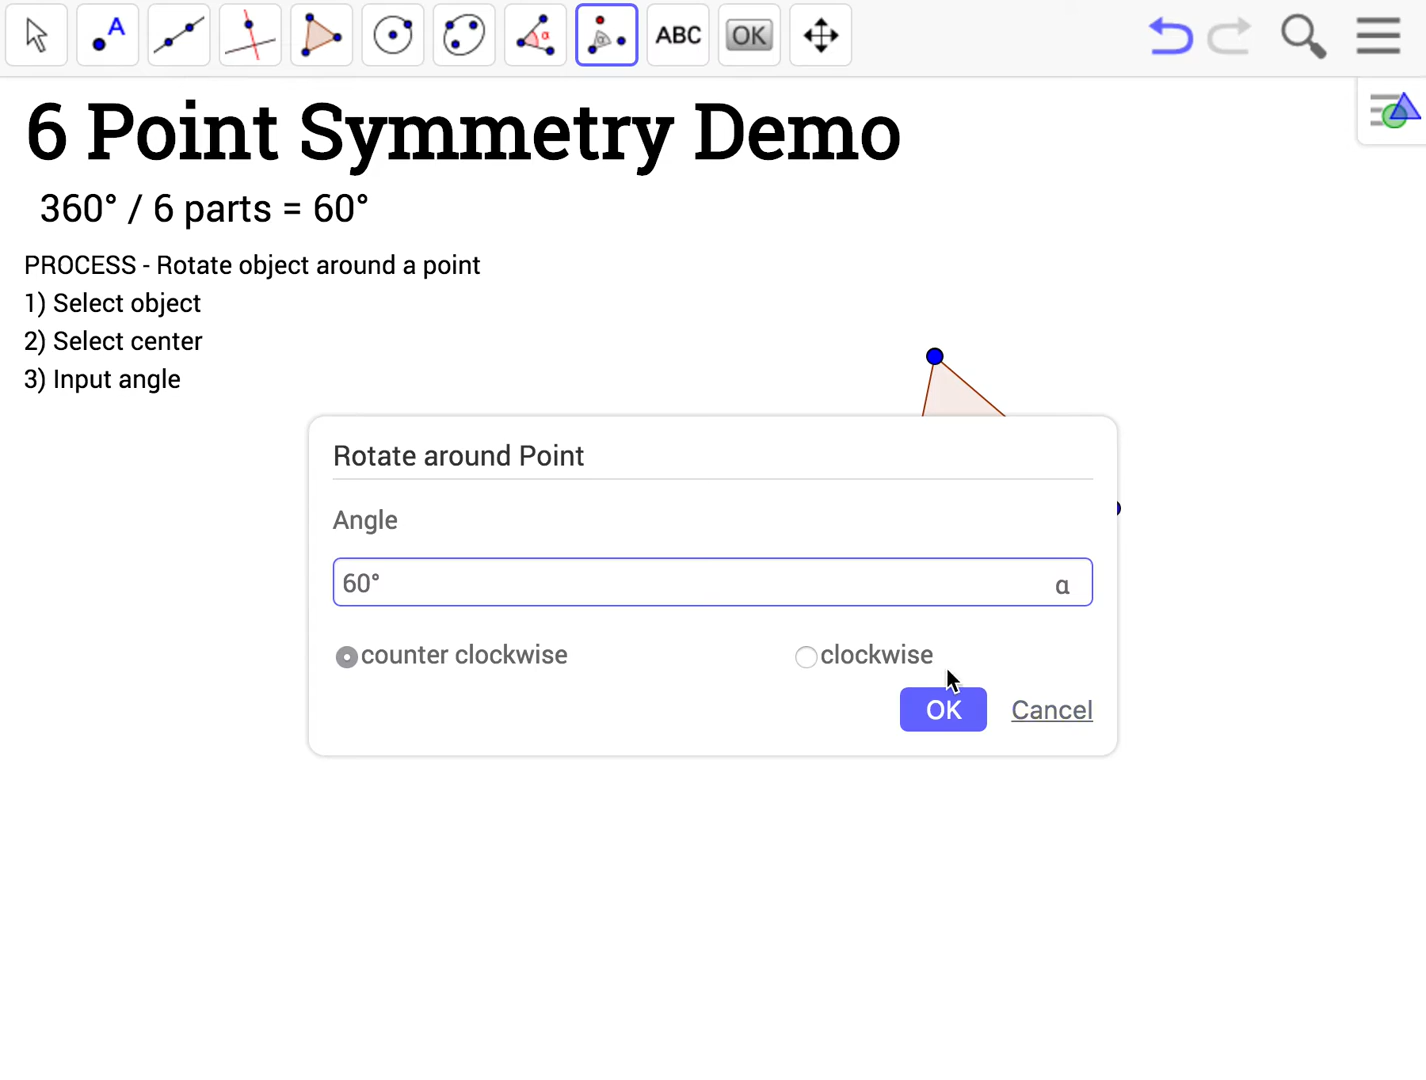 A
α
α
ABC
OK
6 Point Symmetry Demo
360° / 6 parts = 60°
PROCESS - Rotate object around a point
1) Select object
2) Select center
3) Input angle
Rotate around Point
Angle
60°
α
counter clockwise
clockwise
OK
Cancel